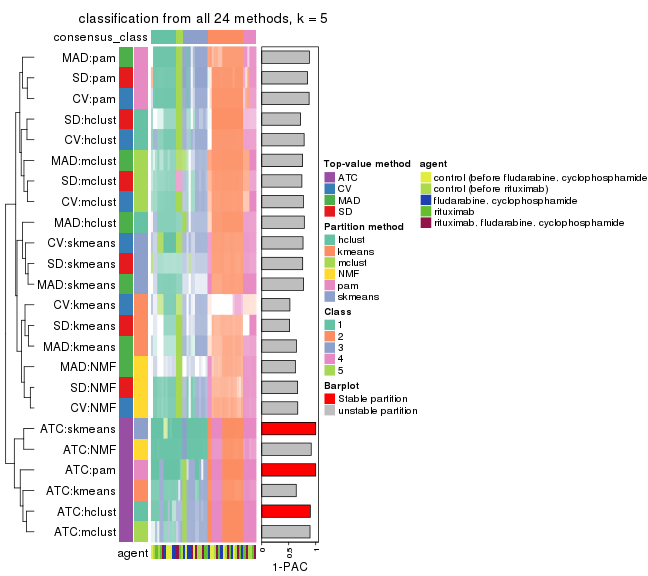 classification from all 24 methods, k = 5
consensus_class
MAD:pam
SD:pam
CV:pam
SD:hclust
CV:hclust
MAD:mclust
SD:mclust
CV:mclust
MAD:hclust
CV:skmeans
SD:skmeans
MAD:skmeans
CV:kmeans
SD:kmeans
MAD:kmeans
MAD:NMF
SD:NMF
CV:NMF
ATC:skmeans
ATC:NMF
ATC:pam
ATC:kmeans
ATC:hclust
ATC:mclust
agent
0
0.5
1
1-PAC
Top-value method
ATC
CV
MAD
SD
Partition method
hclust
kmeans
mclust
NMF
pam
skmeans
Class
1
2
3
4
5
Barplot
Stable partition
unstable partition
agent
control (before fludarabine. cyclophosphamide
control (before rituximab)
fludarabine. cyclophosphamide
rituximab
rituximab. fludarabine. cyclophosphamide